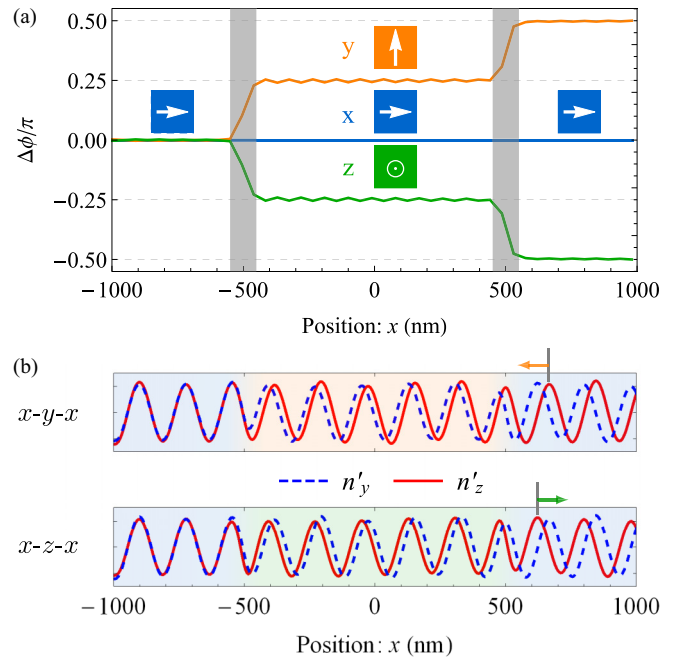 (a)
0.50
0.25
0.00
−0.25
−0.50
Δϕ/π
y
x
z
−1000 −500 0 500 1000
Position: x (nm)
(b)
x-y-x
n′y n′z
x-z-x
−1000 −500 0 500 1000
Position: x (nm)